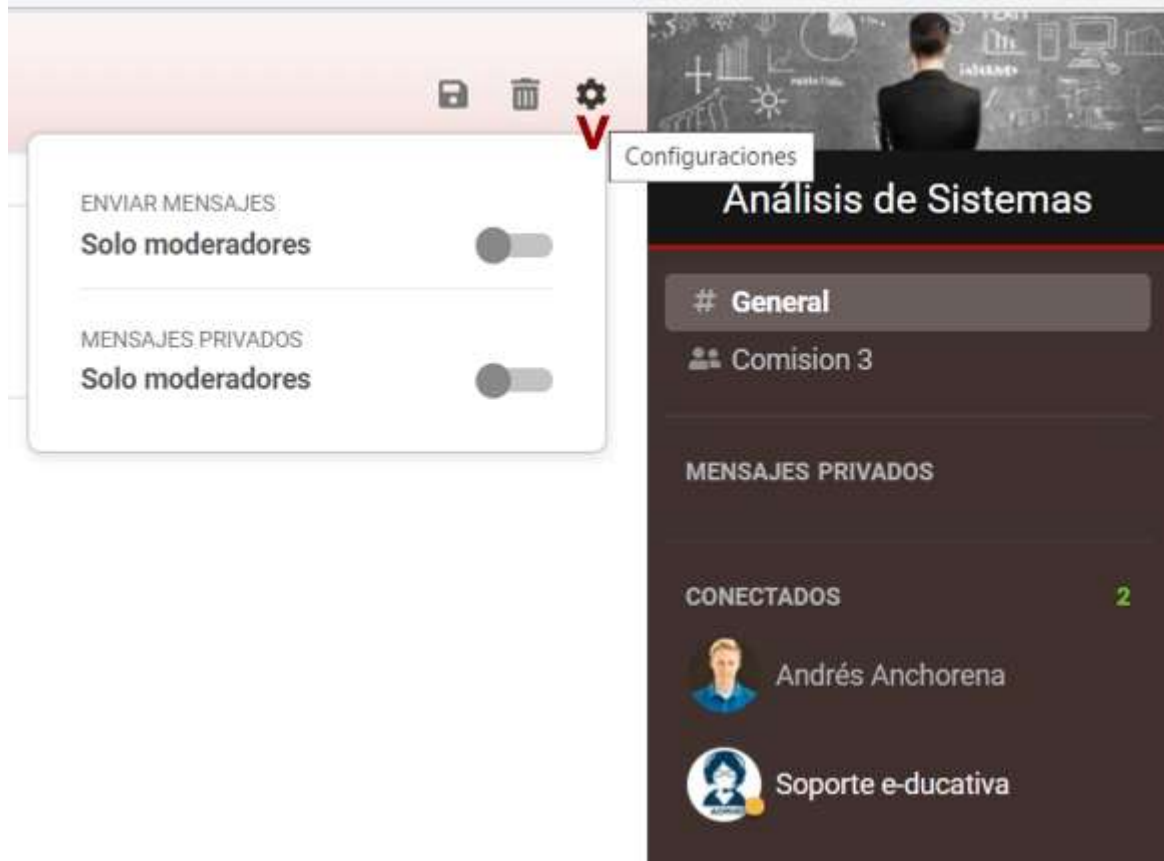 V
Configuraciones
ENVIAR MENSAJES
Solo moderadores
MENSAJES PRIVADOS
Solo moderadores
Análisis de Sistemas
# General
Comision 3
MENSAJES PRIVADOS
CONECTADOS 2
Andrés Anchorena
Soporte e-ducativa